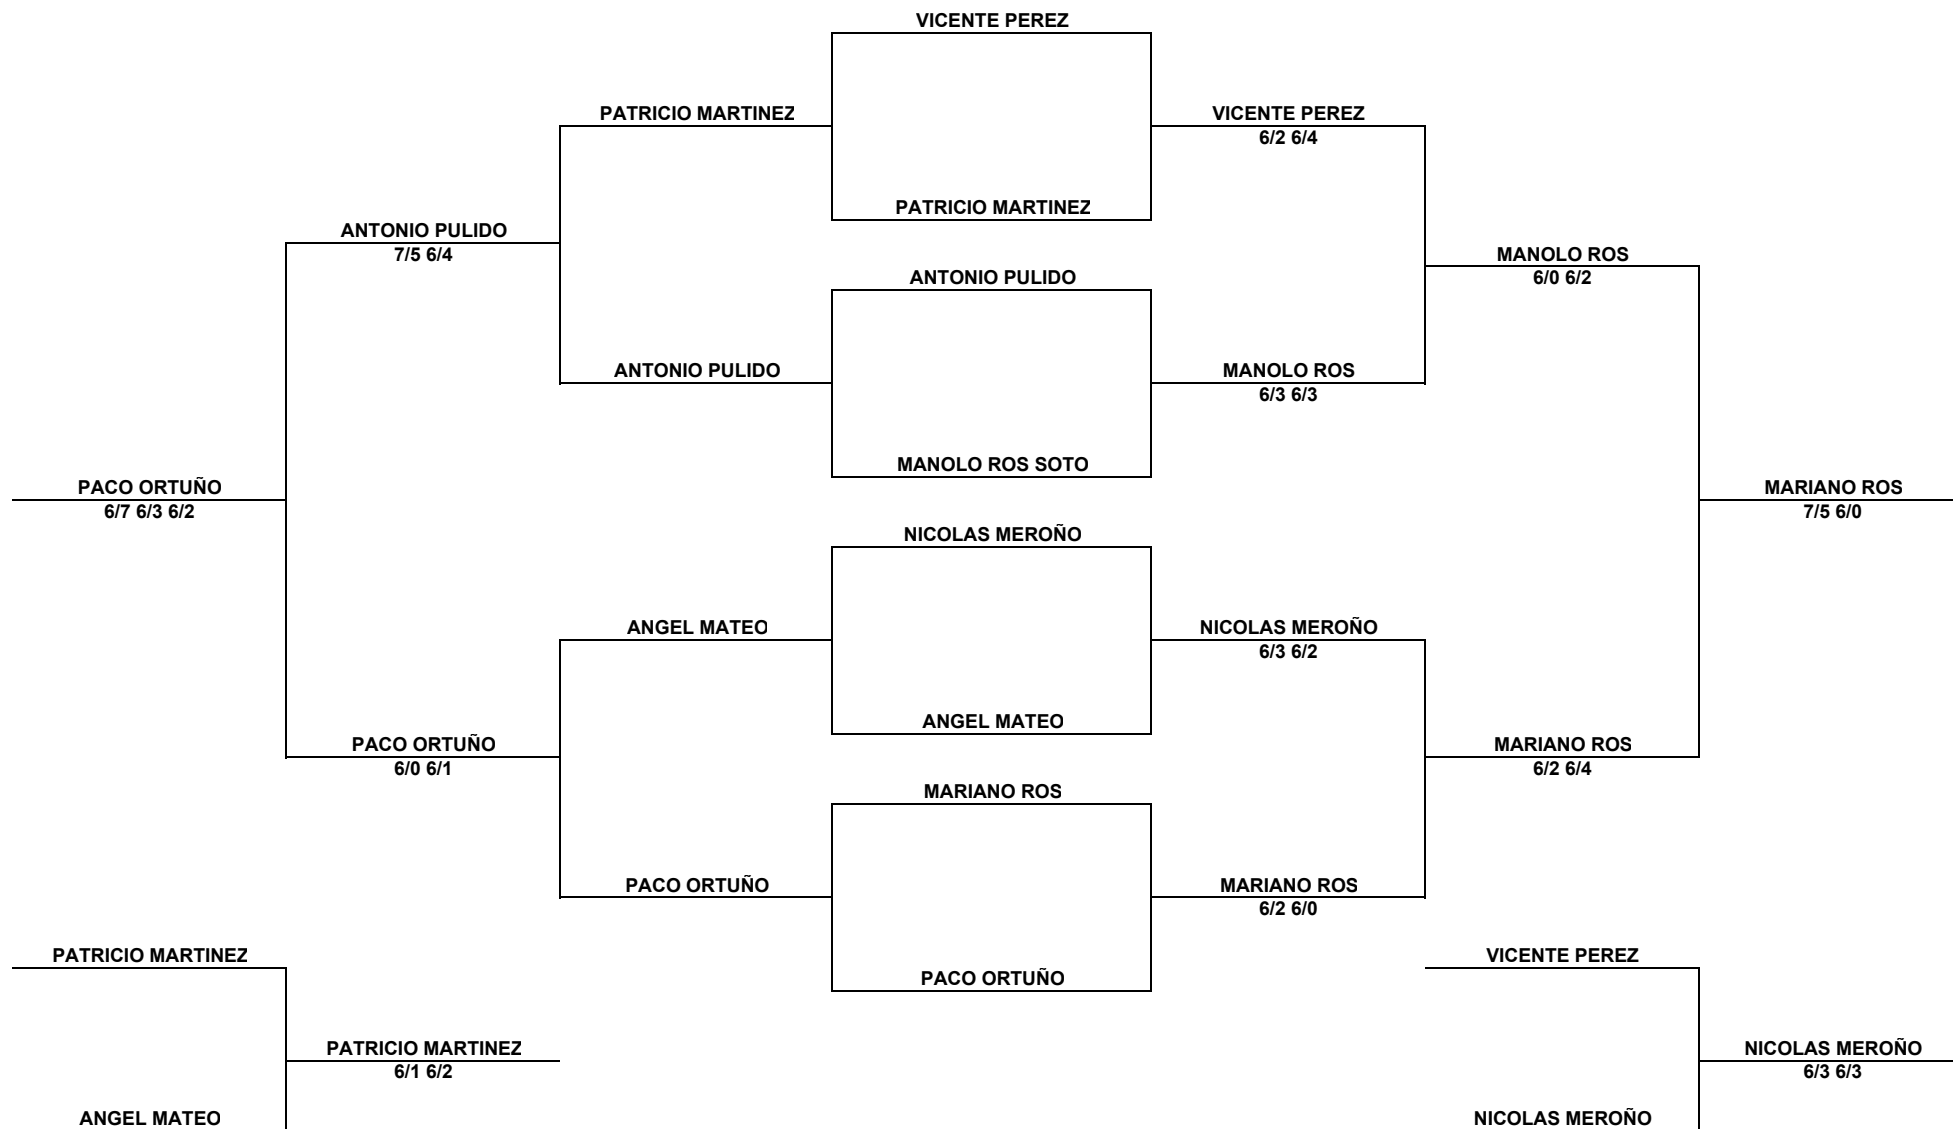 VICENTE PEREZ
PATRICIO MARTINEZ
VICENTE PEREZ
6/2 6/4
PATRICIO MARTINEZ
ANTONIO PULIDO
7/5 6/4
MANOLO ROS
6/0 6/2
ANTONIO PULIDO
ANTONIO PULIDO
MANOLO ROS
6/3 6/3
MANOLO ROS SOTO
PACO ORTUÑO
6/7 6/3 6/2
MARIANO ROS
7/5 6/0
NICOLAS MEROÑO
ANGEL MATEO
NICOLAS MEROÑO
6/3 6/2
ANGEL MATEO
PACO ORTUÑO
6/0 6/1
MARIANO ROS
6/2 6/4
MARIANO ROS
PACO ORTUÑO
MARIANO ROS
6/2 6/0
PATRICIO MARTINEZ
VICENTE PEREZ
PACO ORTUÑO
PATRICIO MARTINEZ
6/1 6/2
NICOLAS MEROÑO
6/3 6/3
ANGEL MATEO
NICOLAS MEROÑO